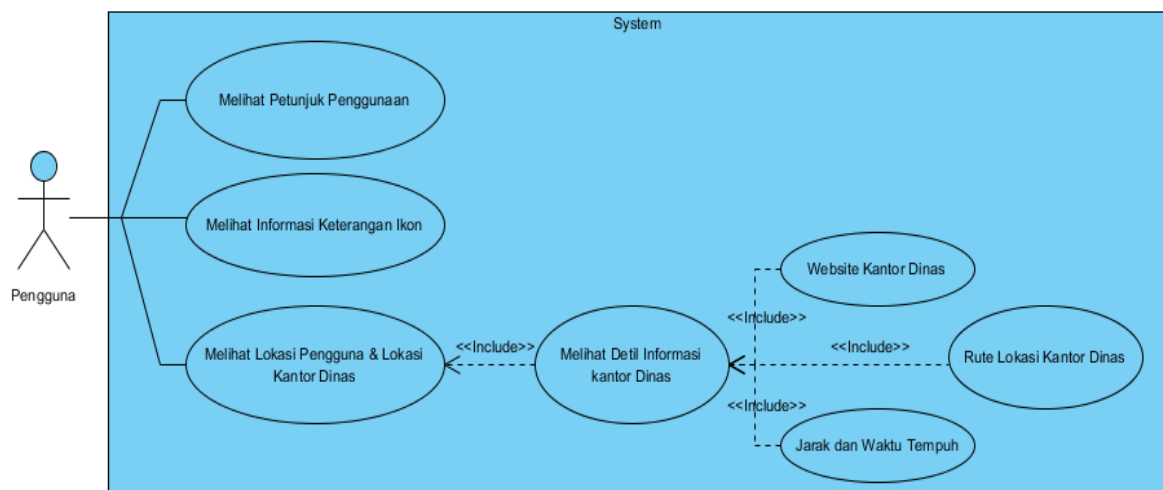 System
Melihat Petunjuk Penggunaan
Melihat Informasi Keterangan Ikon
Pengguna
Melihat Lokasi Pengguna & Lokasi
Kantor Dinas
<<Include>>
Melihat Detil Informasi
kantor Dinas
Website Kantor Dinas
<<Include>>
<<Include>>
Rute Lokasi Kantor Dinas
<<Include>>
Jarak dan Waktu Tempuh